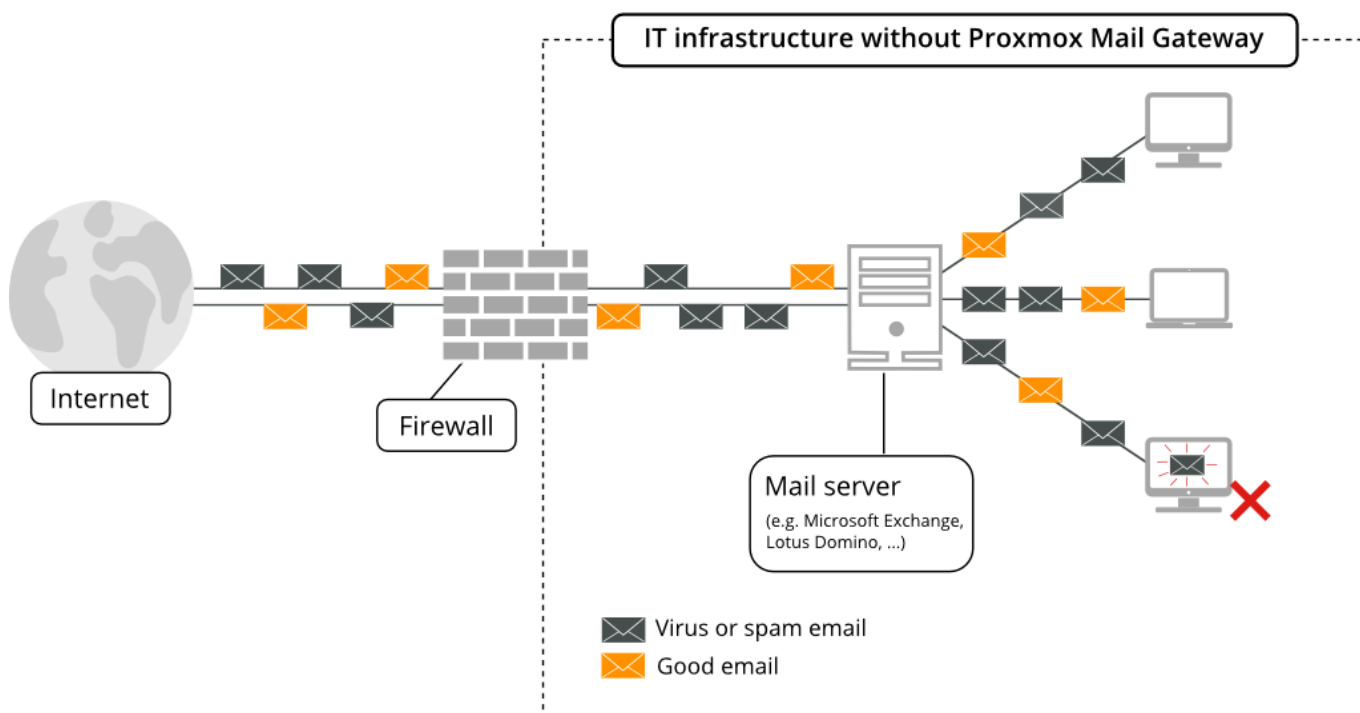 IT infrastructure without Proxmox Mail Gateway
Internet
Firewall
Mail server
(e.g. Microsoft Exchange,
Lotus Domino, ...)
Virus or spam email
Good email